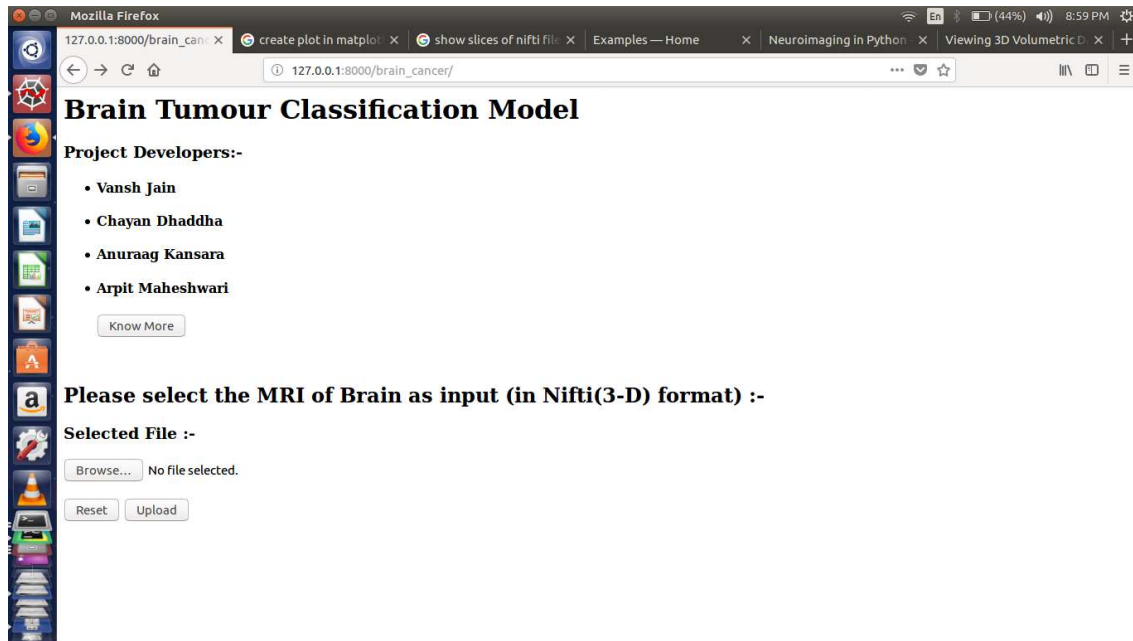 Mozilla Firefox
En
(44%)
8:59 PM
127.0.0.1:8000/brain_canc
create plot in matplotl
show slices of nifti file
Examples — Home
Neuroimaging in Python
Viewing 3D Volumetric D
127.0.0.1:8000/brain_cancer/
Brain Tumour Classification Model
Project Developers:-
• Vansh Jain
• Chayan Dhaddha
• Anuraag Kansara
• Arpit Maheshwari
Know More
Please select the MRI of Brain as input (in Nifti(3-D) format) :-
Selected File :-
Browse... No file selected.
Reset Upload